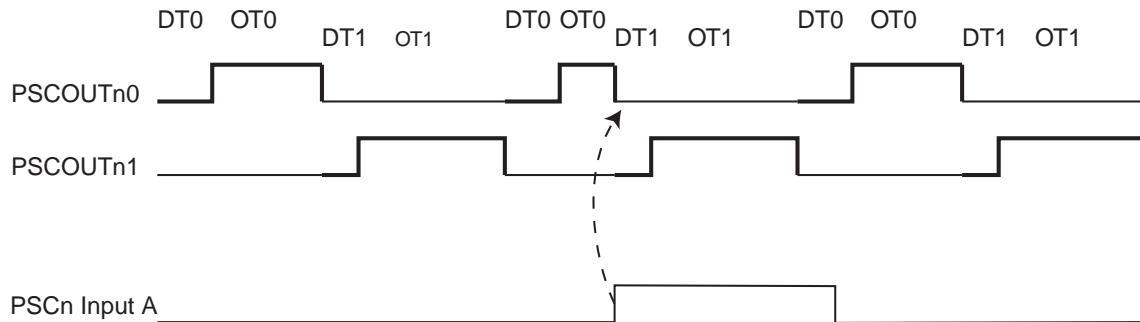 DT0 OT0 DT0 OT0 DT0 OT0
DT1 OT1 DT1 OT1 DT1 OT1
PSCOUTn0
PSCOUTn1
PSCn Input A